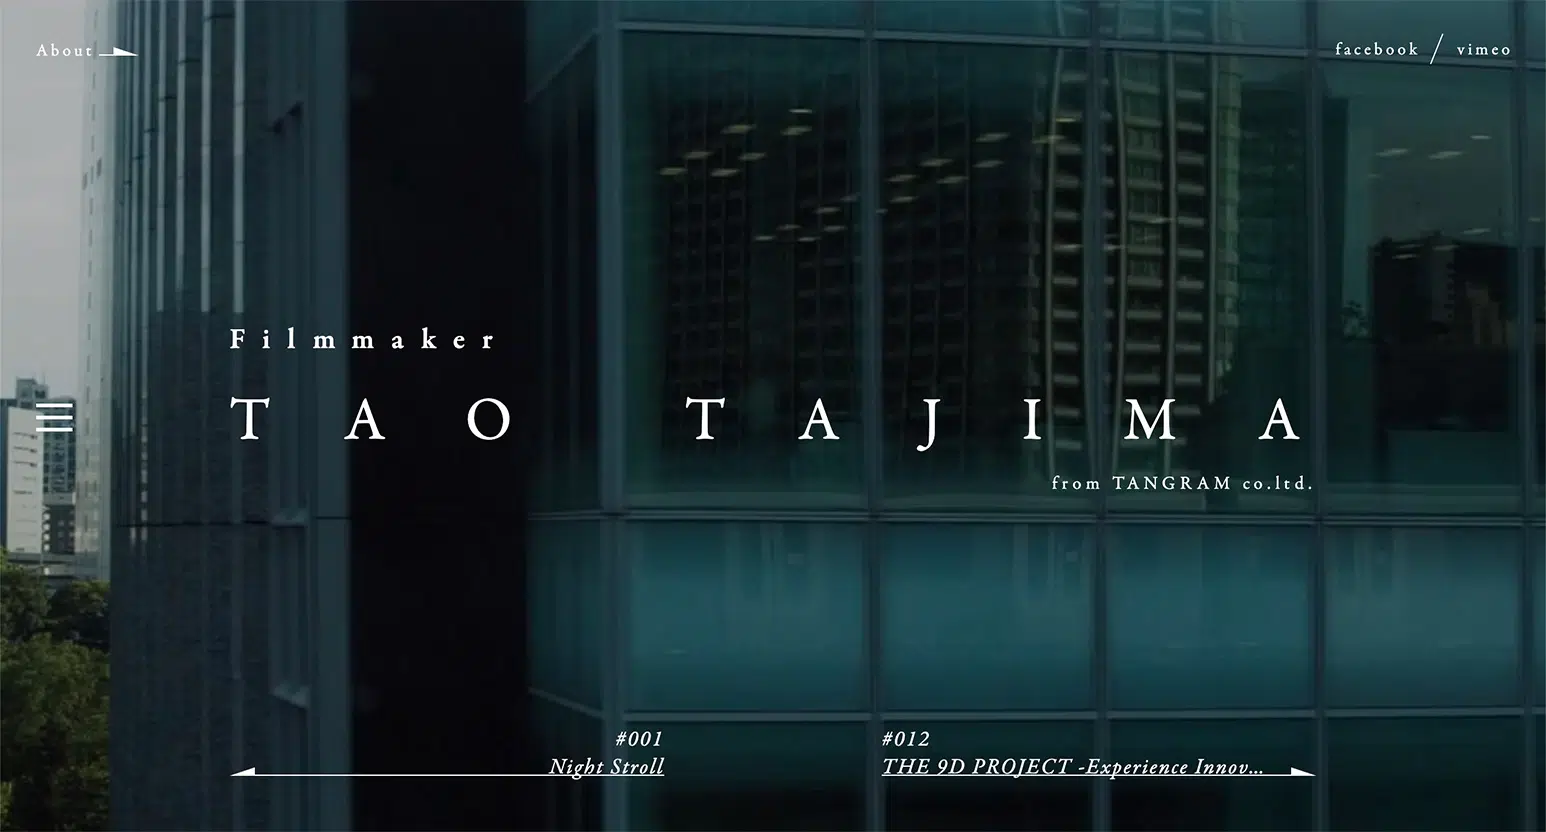 About
facebook / vimeo
Filmmaker
TAO TAJIMA
from TANGRAM co.ltd.
#001
Night Stroll
#012
THE 9D PROJECT -Experience Innov...